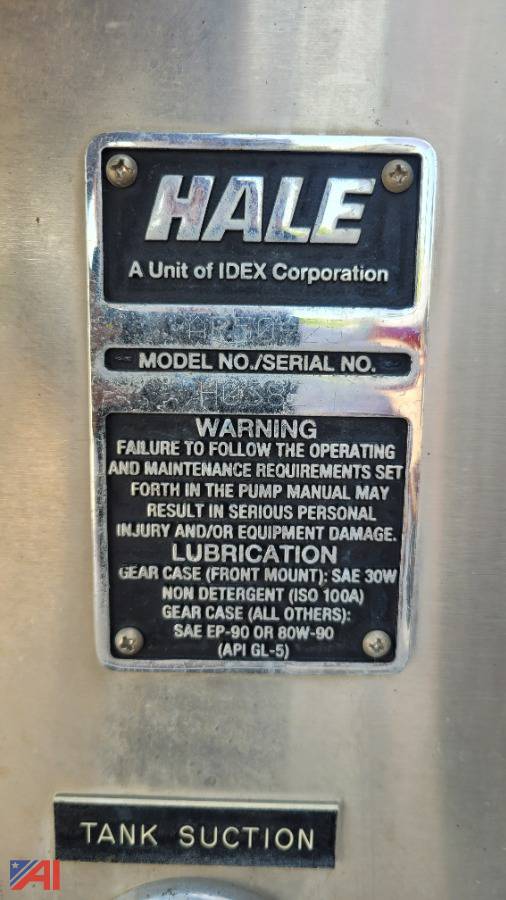 HALE
A Unit of IDEX Corporation
MODEL NO./SERIAL NO.
WARNING
FAILURE TO FOLLOW THE OPERATING
AND MAINTENANCE REQUIREMENTS SET
FORTH IN THE PUMP MANUAL MAY
RESULT IN SERIOUS PERSONAL
INJURY AND/OR EQUIPMENT DAMAGE.
LUBRICATION
GEAR CASE (FRONT MOUNT): SAE 30W
NON DETERGENT (ISO 100A)
GEAR CASE (ALL OTHERS):
SAE EP-90 OR 80W-90
(API GL-5)
TANK SUCTION
AI